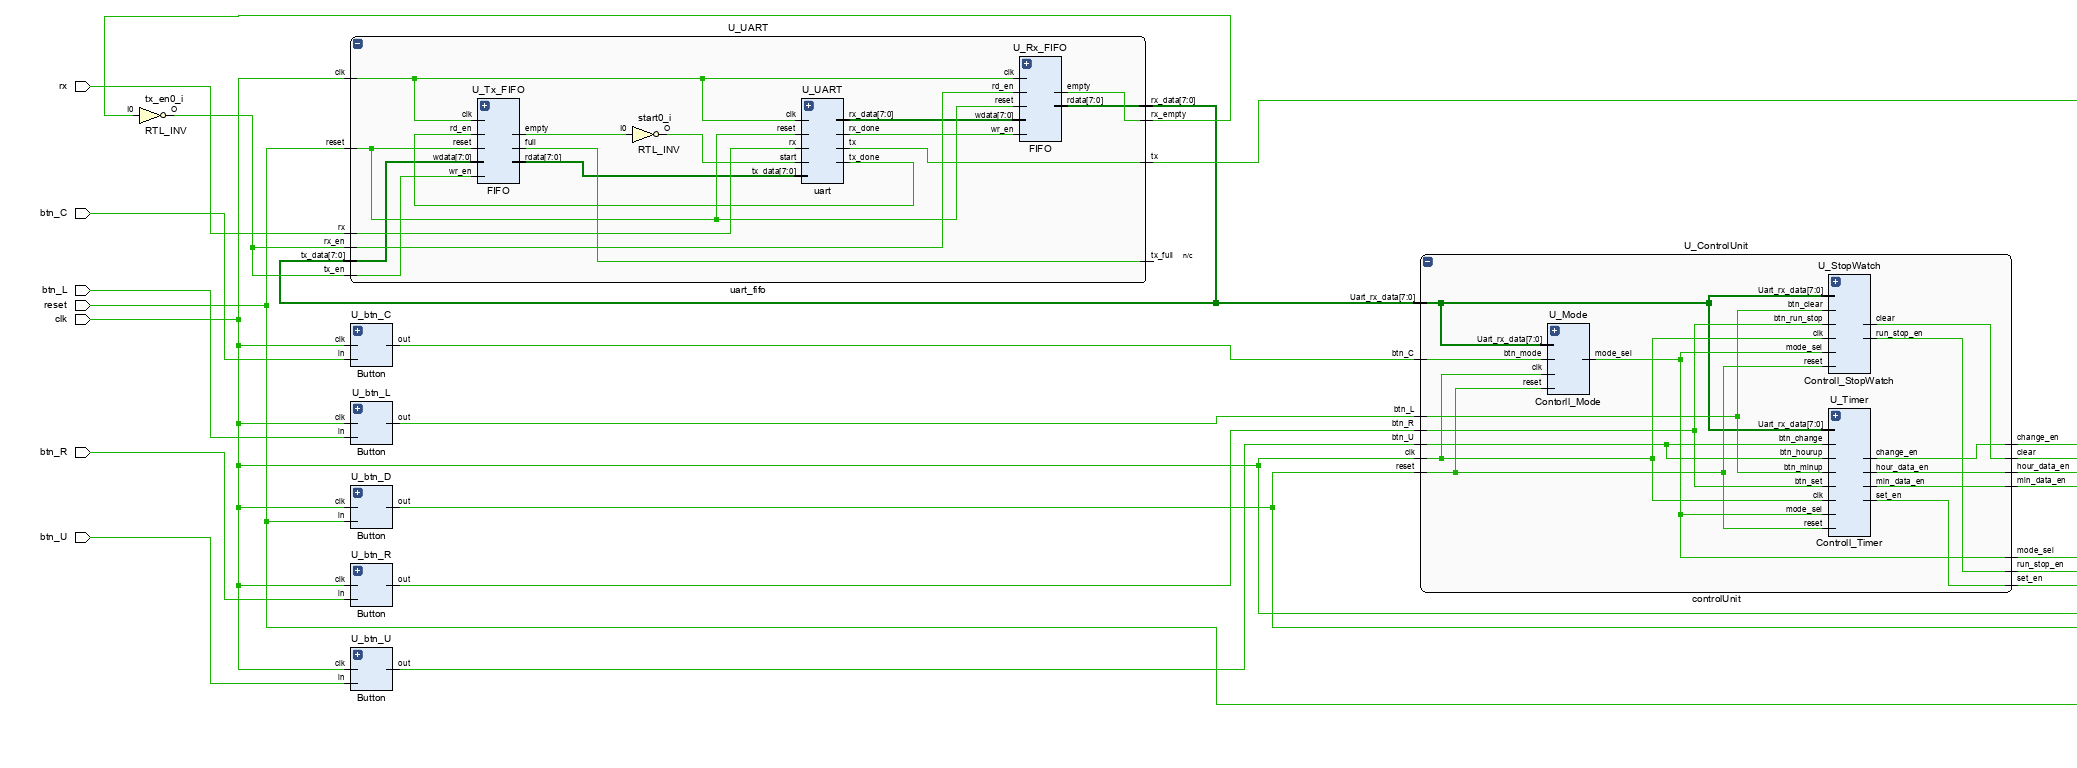 U_UART
U_Rx_FIFO
clk
clk
empty
rx
rd_en
tx_en0_i
U_Tx_FIFO
U_UART
reset
rdata[7:0]
rx_data[7:0]
I0
O
clk
start0_i
clk
rx_data[7:0]
wdata[7:0]
rx_empty
RTL_INV
rd_en
empty
I0
O
reset
rx_done
wr_en
reset
reset
full
RTL_INV
rx
tx
FIFO
wdata[7:0]
rdata[7:0]
start
tx_done
tx
wr_en
tx_data[7:0]
FIFO
uart
btn_C
rx
rx_en
U_ControlUnit
tx_data[7:0]
tx_full
n/c
tx_en
U_StopWatch
btn_L
uart_fifo
Uart_rx_data[7:0]
Uart_rx_data[7:0]
reset
btn_clear
clk
U_btn_C
U_Mode
btn_run_stop
clear
clk
out
Uart_rx_data[7:0]
clk
run_stop_en
in
btn_C
btn_mode
mode_sel
mode_sel
Button
clk
reset
reset
Controll_StopWatch
U_btn_L
Contorll_Mode
U_Timer
clk
out
btn_L
in
btn_R
Uart_rx_data[7:0]
Button
btn_U
btn_change
change_en
btn_R
clk
btn_hourup
change_en
clear
reset
btn_minup
hour_data_en
hour_data_en
U_btn_D
btn_set
min_data_en
min_data_en
clk
out
clk
set_en
in
mode_sel
Button
reset
btn_U
Controll_Timer
U_btn_R
mode_sel
clk
out
run_stop_en
in
set_en
Button
controlUnit
U_btn_U
clk
out
in
Button